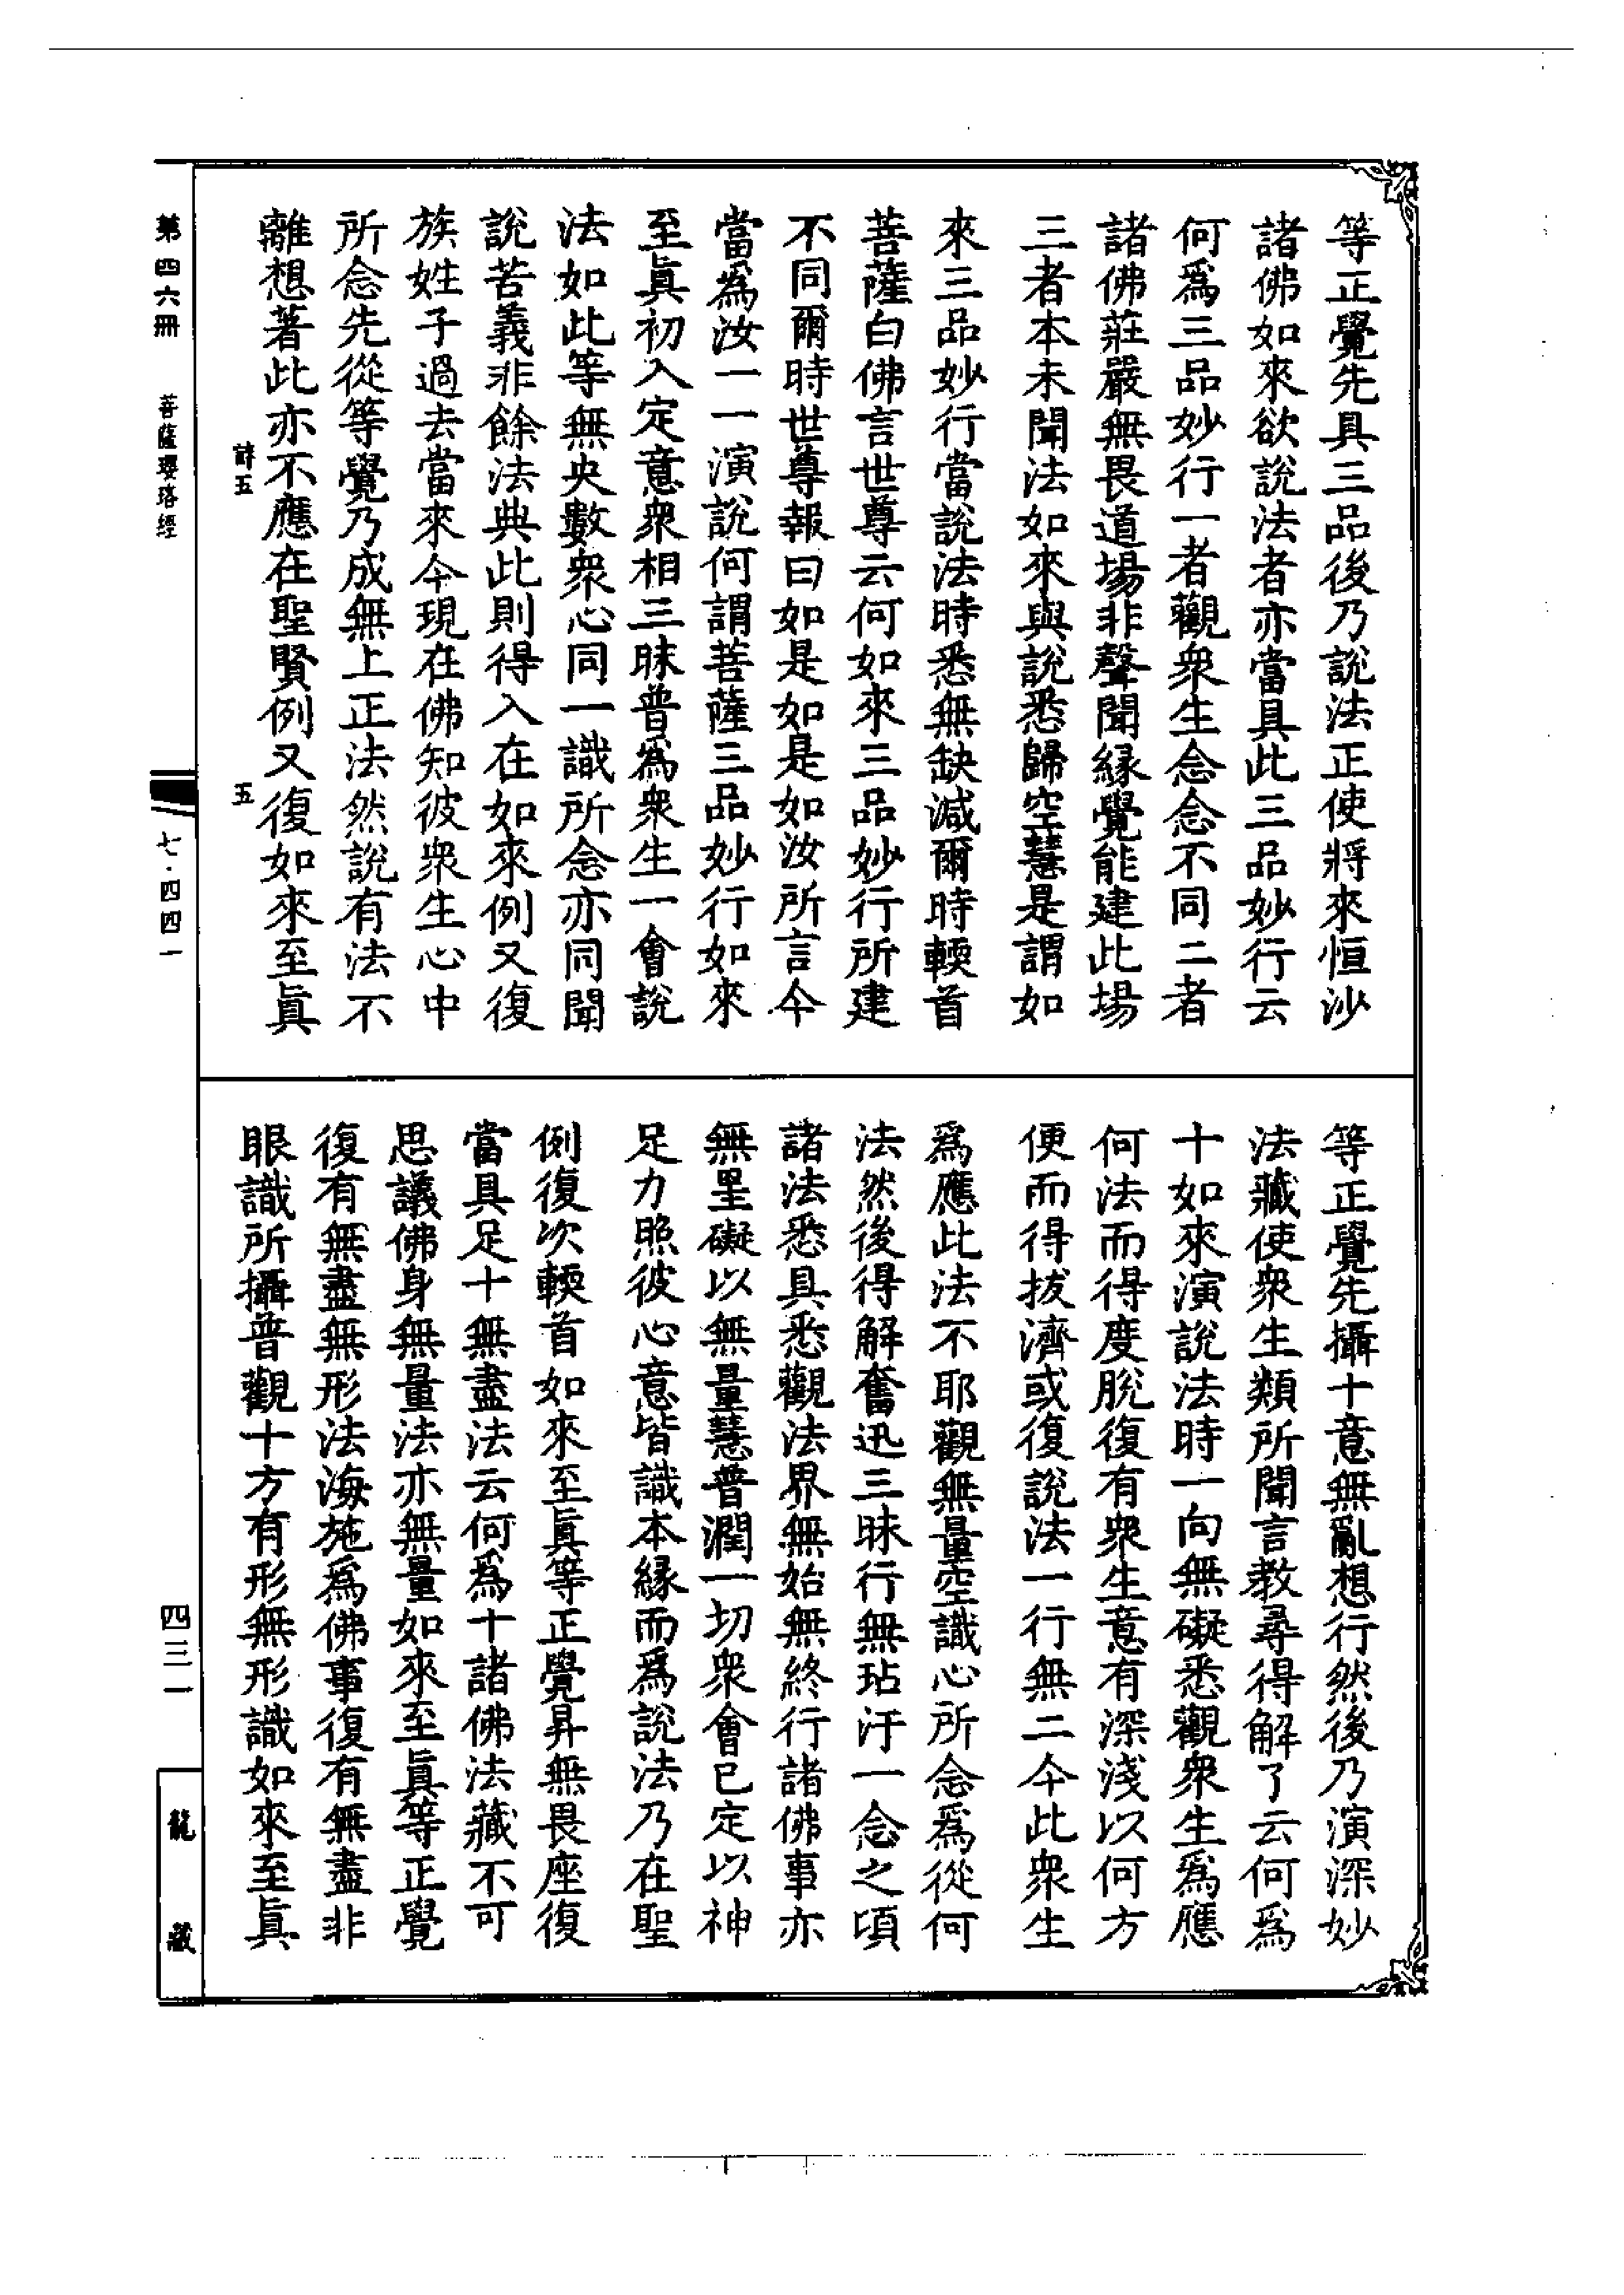 等正覺先具三品後乃說法正使將來恒沙
諸佛如來欲說法者亦當具此三品妙行云
何爲三品妙行一者觀衆生念念不同二者
諸佛莊嚴無畏道場非聲聞緣覺能建此場
三者本未聞法如來與說悉歸空慧是謂如
來三品妙行當說法時悉無缺減爾時輭首
菩薩白佛言世尊云何如來三品妙行所建
不同爾時世尊報曰如是如是如汝所言今
當爲汝一一演說何謂菩薩三品妙行如來
至眞初入定意衆相三昧普爲衆生一會說
法如此等無央數衆心同一識所念亦同聞
說苦義非餘法典此則得入在如來例又復
族姓子過去當來今現在佛知彼衆生心中
所念先從等覺乃成無上正法然說有法不
離想著此亦不應在聖賢例又復如來至眞
等正覺先攝十意無亂想行然後乃演深妙
法藏使衆生類所聞言教尋得解了云何爲
十如來演說法時一向無礙悉觀衆生爲應
何法而得度脫復有衆生意有深淺以何方
便而得拔濟或復說法一行無二今此衆生
爲應此法不耶觀無量空識心所念爲從何
法然後得解奮迅三昧行無玷汙一念之頃
諸法悉具悉觀法界無始無終行諸佛事亦
無罣礙以無量慧普潤一切衆會已定以神
足力照彼心意皆識本緣而爲說法乃在聖
例復次輭首如來至眞等正覺昇無畏座復
當具足十無盡法云何爲十諸佛法藏不可
思議佛身無量法亦無量如來至眞等正覺
復有無盡無形法海施爲佛事復有無盡非
眼識所攝普觀十方有形無形識如來至眞
詩五
五
第四六冊
菩薩瓔珞經
七·四四一
四三一
龍藏